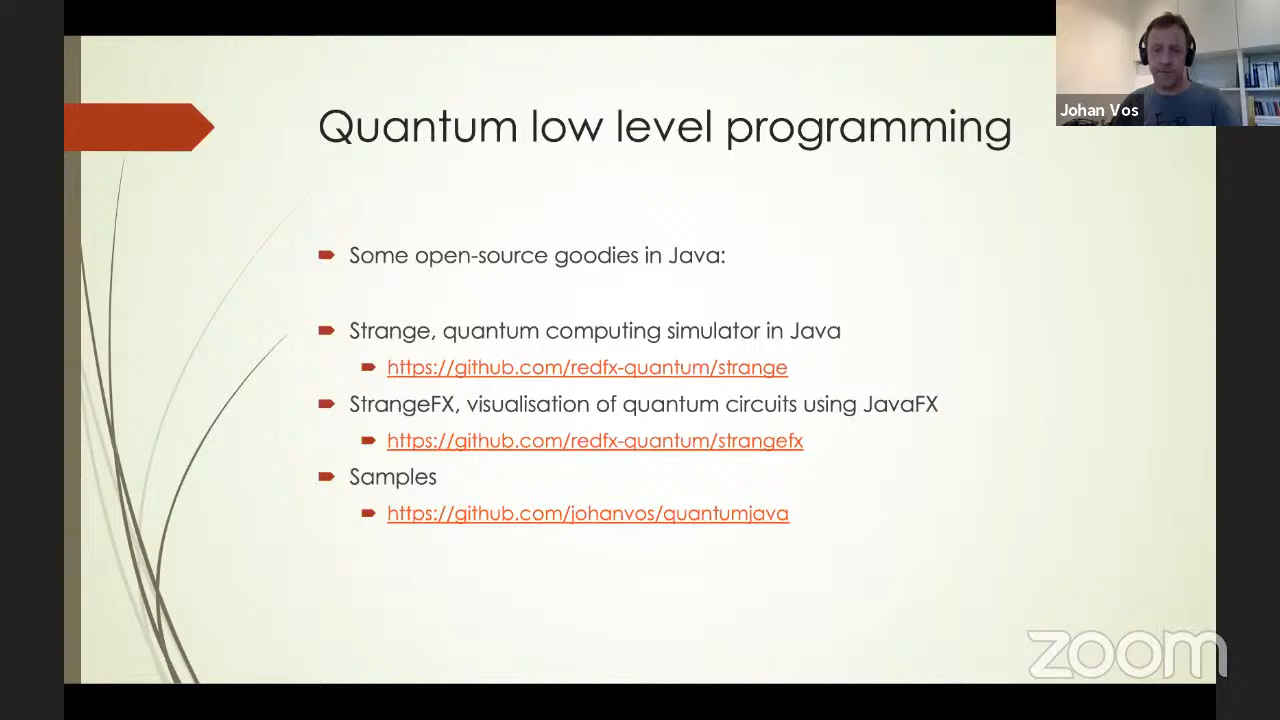 Quantum low level programming
Johan Vos
Some open-source goodies in Java:
Strange, quantum computing simulator in Java
https://github.com/redfx-quantum/strange
StrangeFX, visualisation of quantum circuits using JavaFX
https://github.com/redfx-quantum/strangefx
Samples
https://github.com/johanvos/quantumjava
zoom